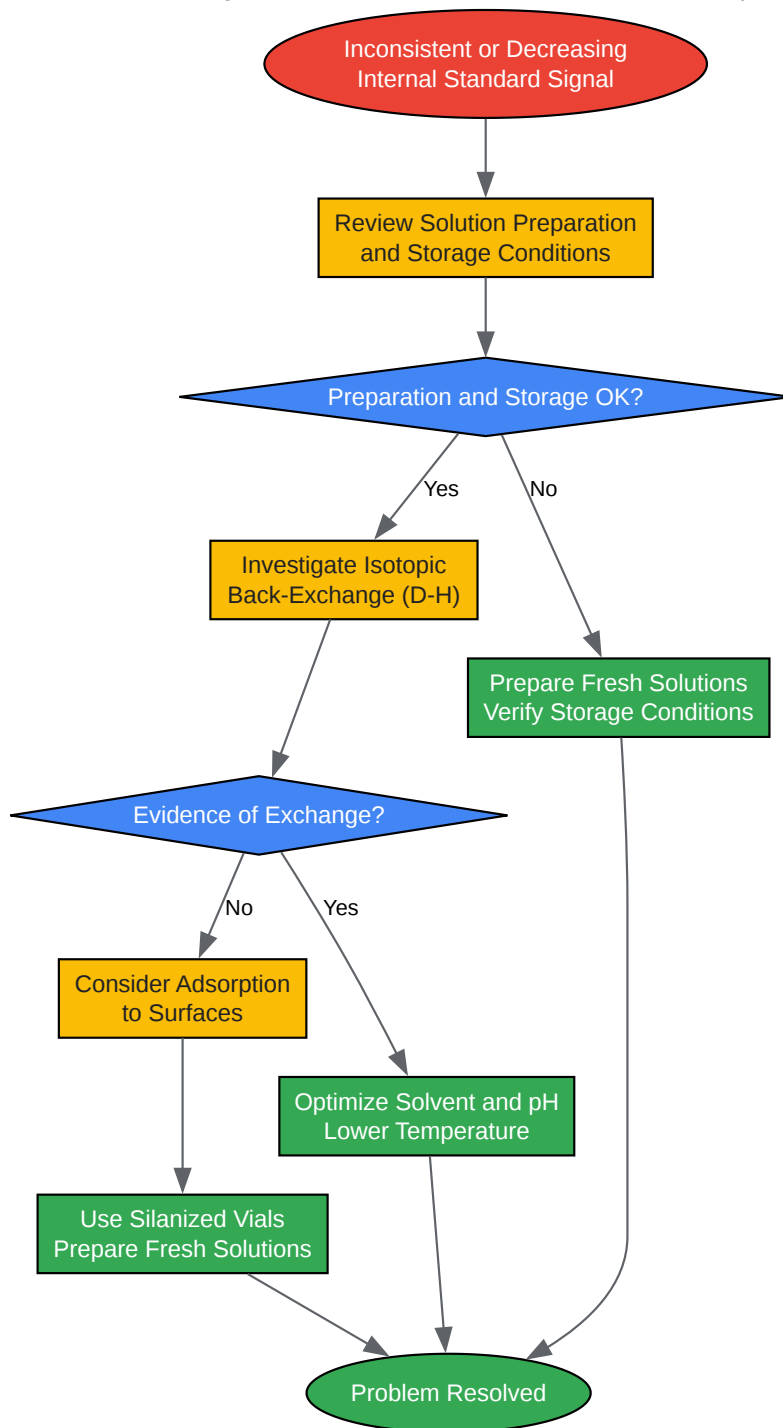 Inconsistent or Decreasing
Internal Standard Signal
Review Solution Preparation
and Storage Conditions
Preparation and Storage OK?
Yes
No
Investigate Isotopic
Back-Exchange (D-H)
Prepare Fresh Solutions
Verify Storage Conditions
Evidence of Exchange?
No
Yes
Consider Adsorption
to Surfaces
Optimize Solvent and pH
Lower Temperature
Use Silanized Vials
Prepare Fresh Solutions
Problem Resolved